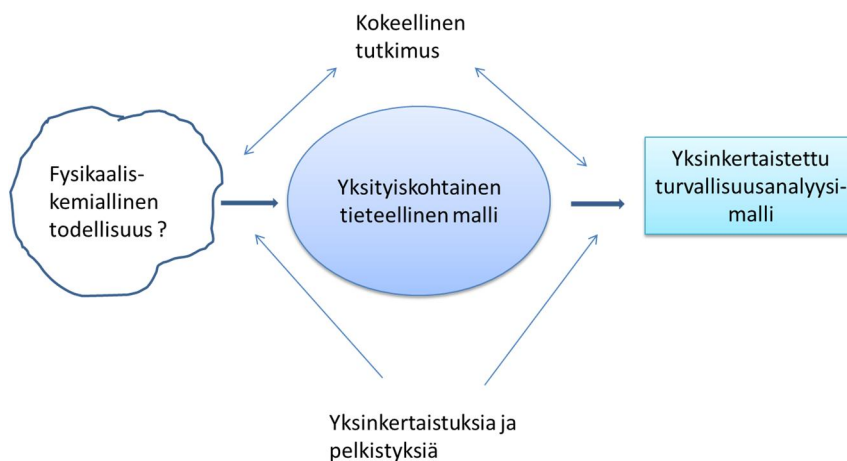 Kokeellinen
tutkimus
Fysikaalis-
kemiallinen
todellisuus ?
Yksityiskohtainen
tieteellinen malli
Yksinkertaistettu
turvallisuusanalyysi-
malli
Yksinkertaistuksia ja
pelkistyksiä